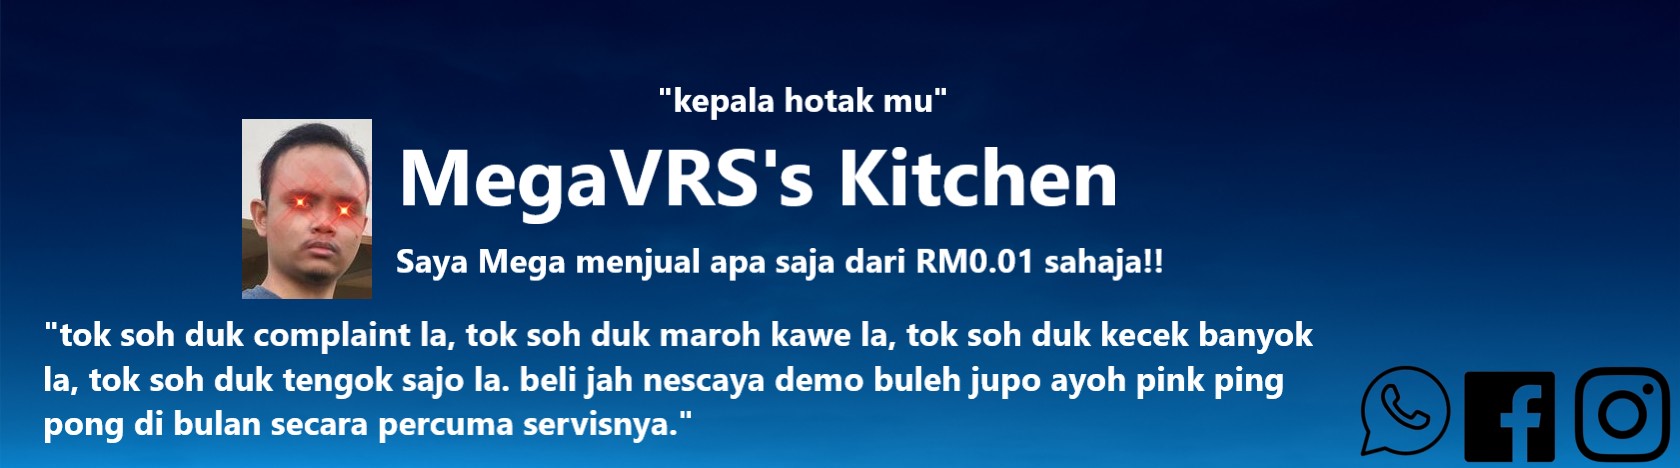 "kepala hotak mu"
MegaVRS's Kitchen
Saya Mega menjual apa saja dari RM0.01 sahaja!!
"tok soh duk complaint la, tok soh duk maroh kawe la, tok soh duk kecek banyok
la, tok soh duk tengok sajo la. beli jah nescaya demo buleh jupo ayoh pink ping
pong di bulan secara percuma servisnya."